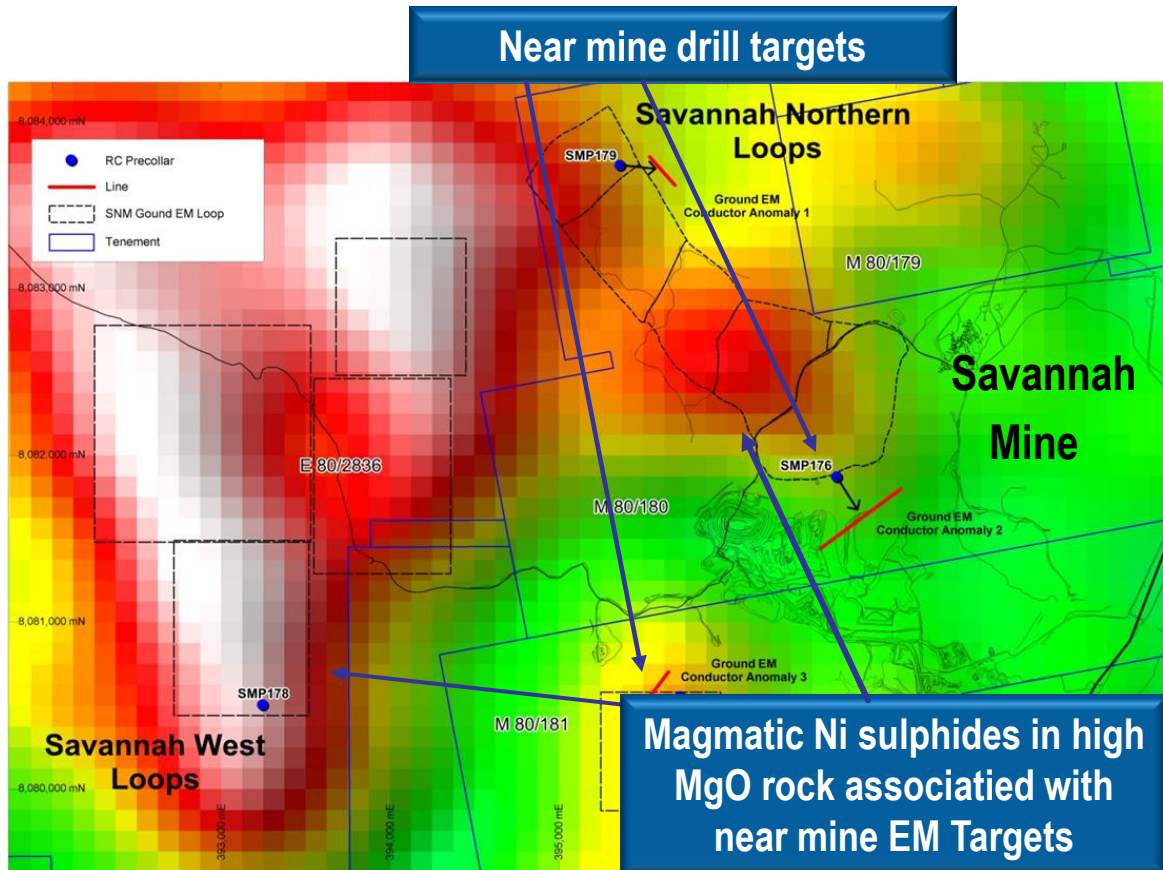 Near mine drill targets
8,084,000 mN
Savannah Northern
Loops
RC Precollar
Line
SNM Gound EM Loop
Tenement
SMP179
Ground EM
Conductor Anomaly 1
M 80/179
8,083,000 mN
Savannah
Mine
8,082,000 mN
E 80/2836
SMP176
M 80/180
Ground EM
Conductor Anomaly 2
8,081,000 mN
Ground EM
Conductor Anomaly 3
SMP178
M 80/181
Savannah West
Loops
Magmatic Ni sulphides in high
MgO rock associatied with
near mine EM Targets
8,080,000 mN
393,000 mE
394,000 mE
395,000 mE